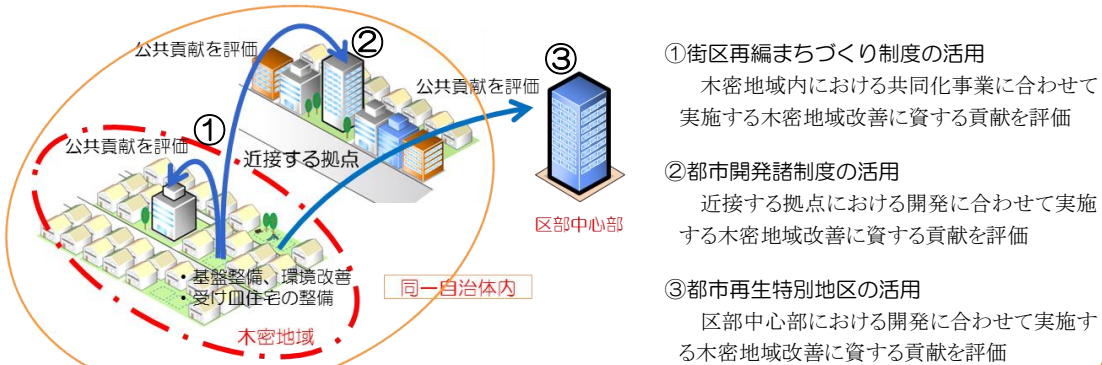 公共貢献を評価
②
③
公共貢献を評価
①
公共貢献を評価
近接する拠点
区部中心部
・基盤整備、環境改善
・受け皿住宅の整備
同一自治体内
木密地域
①街区再編まちづくり制度の活用
木密地域内における共同化事業に合わせて
実施する木密地域改善に資する貢献を評価
②都市開発諸制度の活用
近接する拠点における開発に合わせて実施
する木密地域改善に資する貢献を評価
③都市再生特別地区の活用
区部中心部における開発に合わせて実施す
る木密地域改善に資する貢献を評価